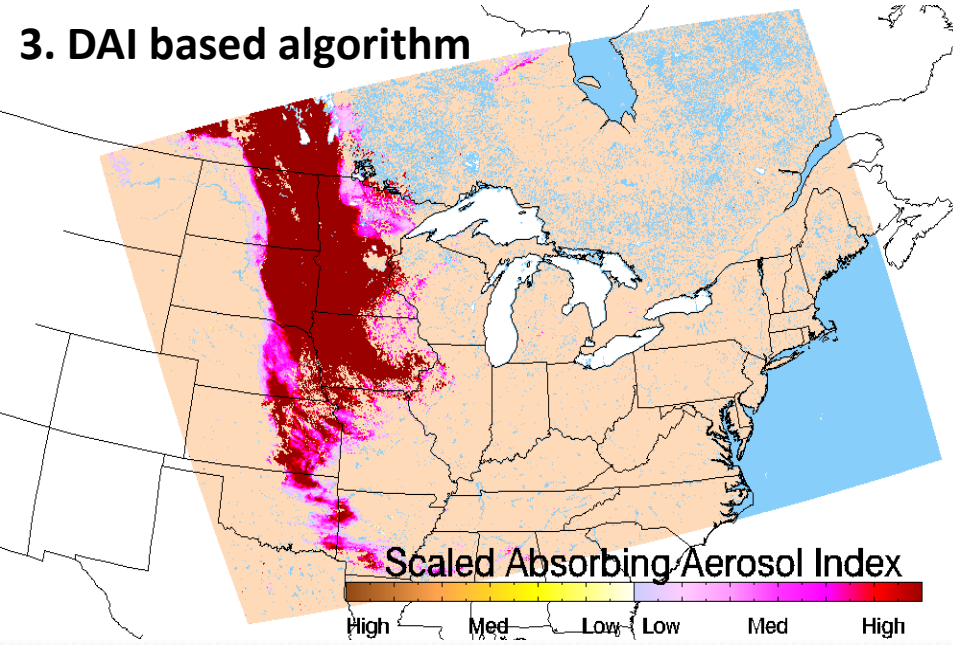 3. DAI based algorithm
Scaled Absorbing Aerosol Index
High Med Low Low Med High